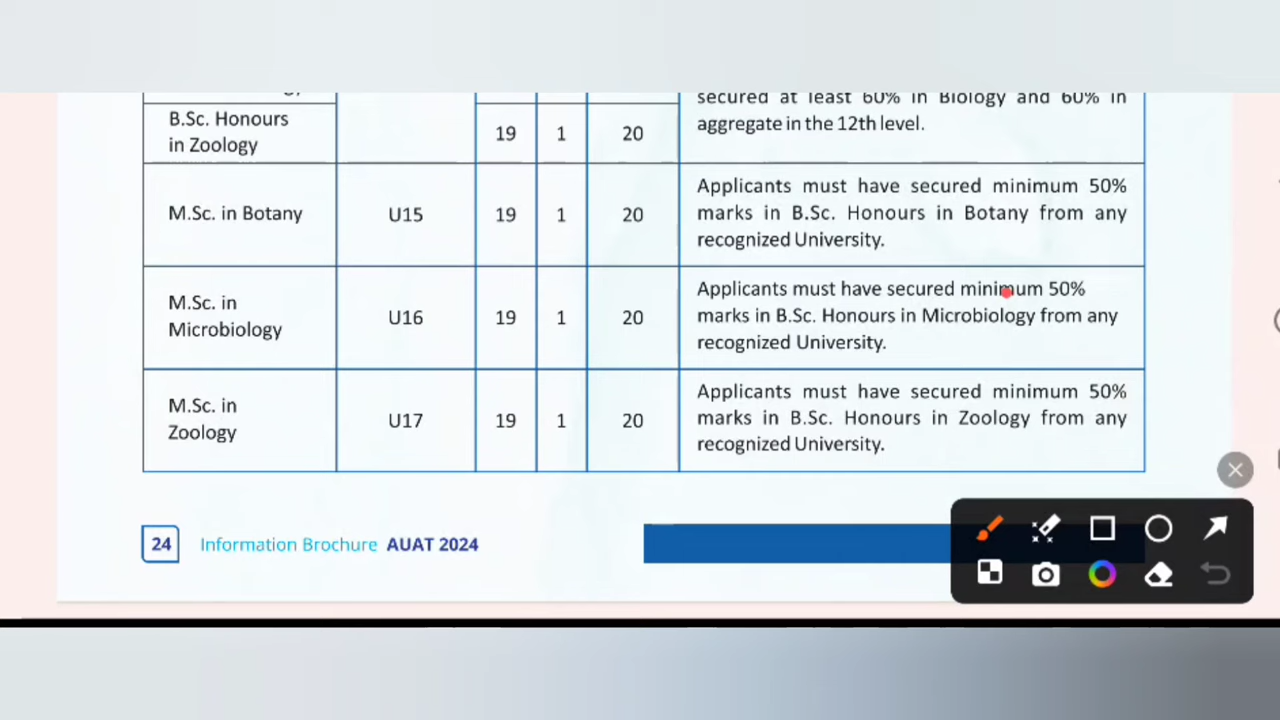 secured at least 60% in Biology and 60% in
aggregate in the 12th level.
B.Sc. Honours
in Zoology
19
1
20
M.Sc. in Botany
U15
19
1
20
Applicants must have secured minimum 50%
marks in B.Sc. Honours in Botany from any
recognized University.
M.Sc. in
Microbiology
U16
19
1
20
Applicants must have secured minimum 50%
marks in B.Sc. Honours in Microbiology from any
recognized University.
M.Sc. in
Zoology
U17
19
1
20
Applicants must have secured minimum 50%
marks in B.Sc. Honours in Zoology from any
recognized University.
24 Information Brochure AUAT 2024